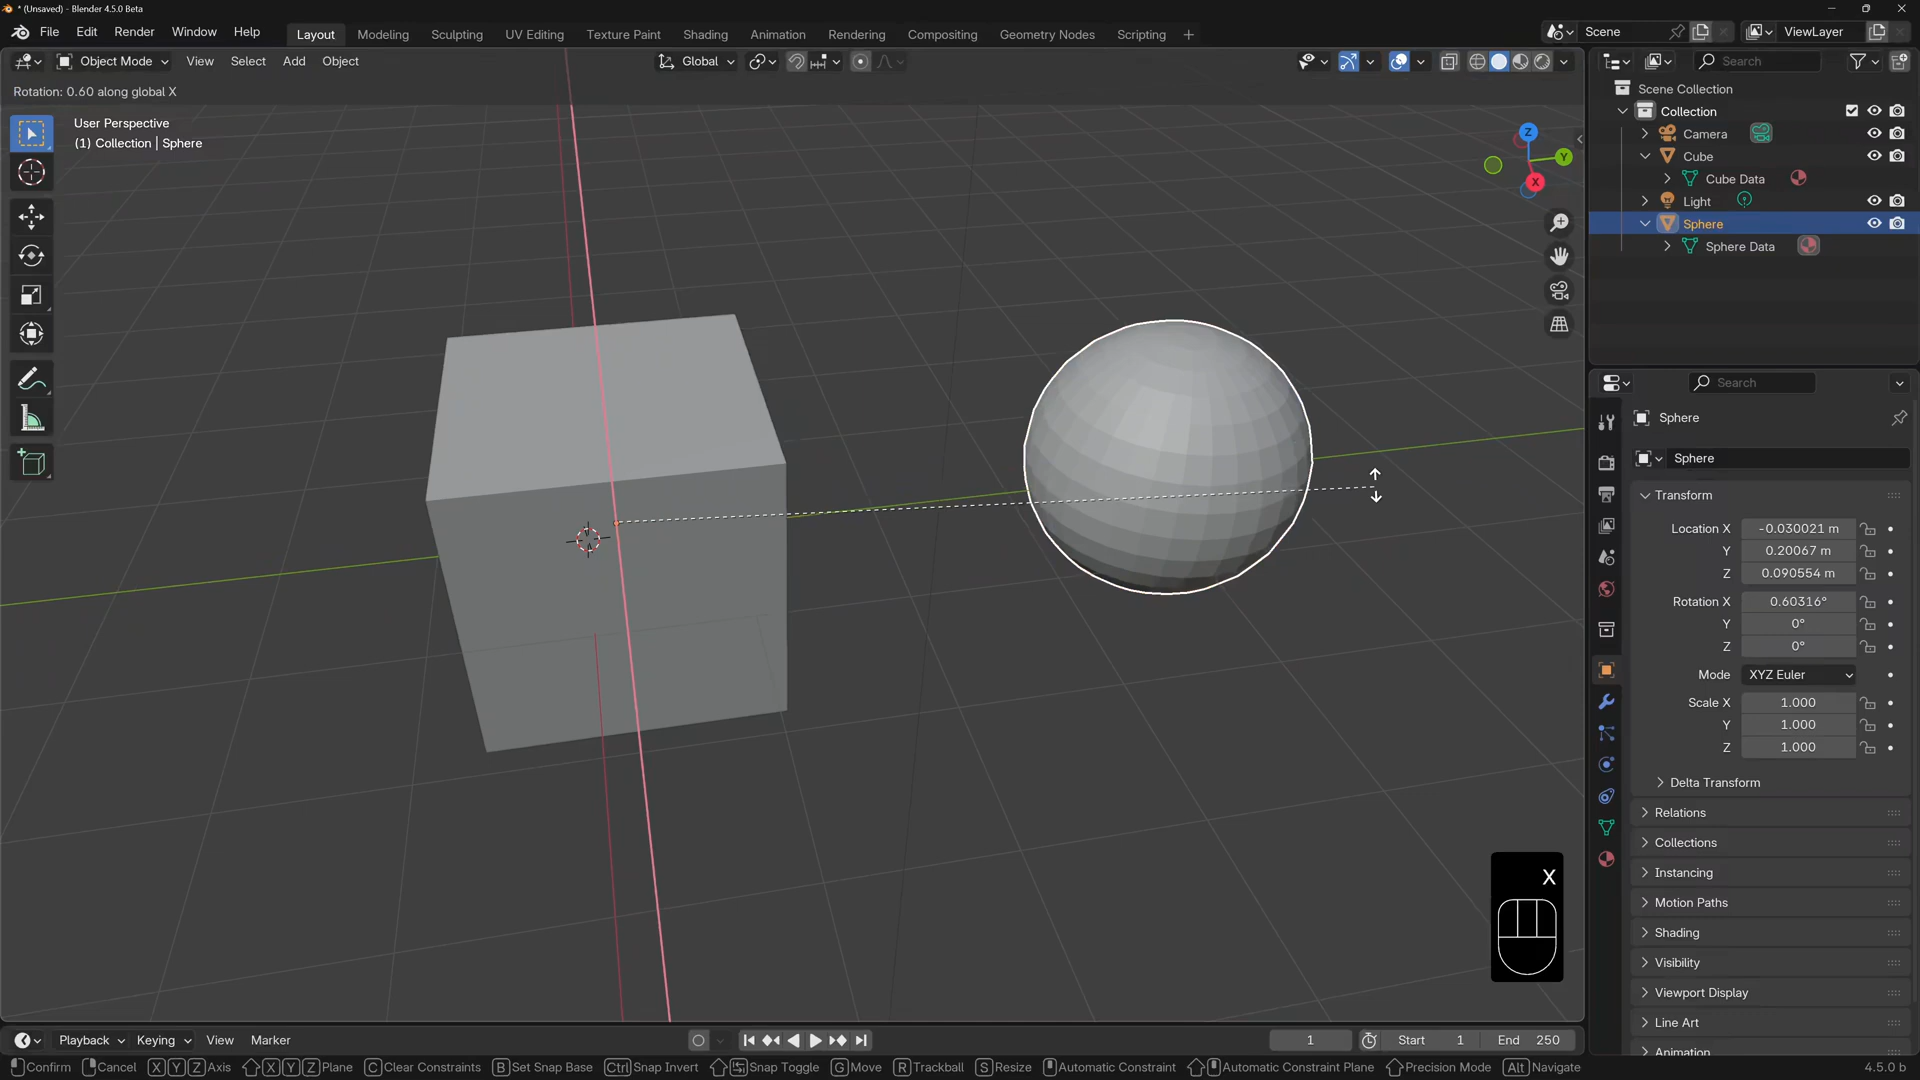 * (Unsaved) - Blender 4.5.0 Beta
File Edit Render Window Help
Layout Modeling Sculpting UV Editing Texture Paint Shading Animation Rendering Compositing Geometry Nodes Scripting +
Scene
ViewLayer
Object Mode View Select Add Object
Global
Search
Rotation: 0.60 along global X
User Perspective
(1) Collection | Sphere
Z
Y
X
Scene Collection
Collection
Camera
Cube
Cube Data
Light
Sphere
Sphere Data
Search
Sphere
Sphere
Transform
Location X -0.030021 m
Y 0.20067 m
Z 0.090554 m
Rotation X 0.60316°
Y 0°
Z 0°
Mode XYZ Euler
Scale X 1.000
Y 1.000
Z 1.000
Delta Transform
Relations
Collections
Instancing
Motion Paths
Shading
Visibility
Viewport Display
Line Art
Animation
X
Playback Keying View Marker
1
Start 1
End 250
Confirm Cancel X Y Z Axis X Y Z Plane C Clear Constraints B Set Snap Base Ctrl Snap Invert Snap Toggle G Move R Trackball S Resize Automatic Constraint Automatic Constraint Plane Precision Mode Alt Navigate
4.5.0 b